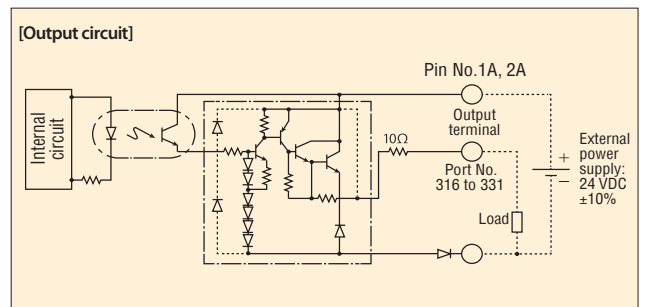 [Output circuit]
Pin No.1A, 2A
Internal
circuit
Output
terminal
10Ω
Port No.
316 to 331
Load
+
−
External
power
supply:
24 VDC
±10%